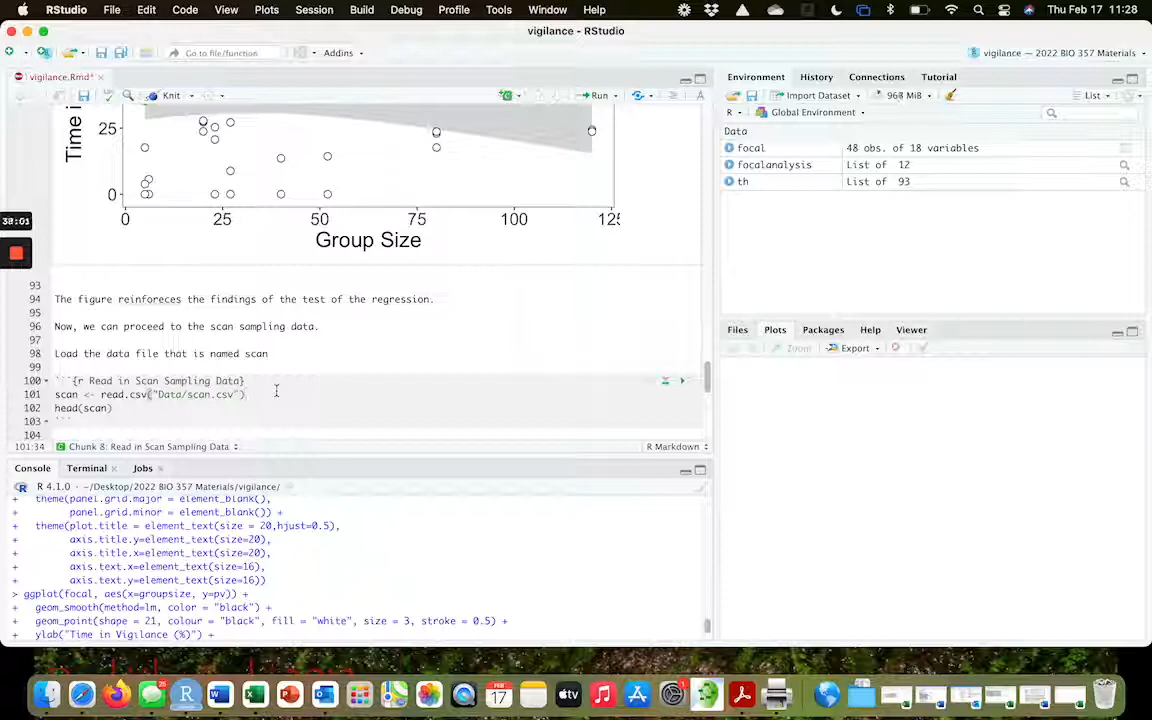 RStudio File Edit Code View Plots Session Build Debug Profile Tools Window Help Thu Feb 17 11:28
vigilance - RStudio
Go to file/function Addins
vigilance — 2022 BIO 357 Materials
vigilance.Rmd*
Knit Run
Time i
25
0
0 25 50 75 100 125
Group Size
38:01
93
94 The figure reinforeces the findings of the test of the regression.
95
96 Now, we can proceed to the scan sampling data.
97
98 Load the data file that is named scan
99
100 ```{r Read in Scan Sampling Data}
101 scan <- read.csv("Data/scan.csv")
102 head(scan)
103 ```
104
101:34 Chunk 8: Read in Scan Sampling Data R Markdown
Console Terminal Jobs
R 4.1.0 · ~/Desktop/2022 BIO 357 Materials/vigilance/
+ theme(panel.grid.major = element_blank(),
+ panel.grid.minor = element_blank()) +
+ theme(plot.title = element_text(size = 20,hjust=0.5),
+ axis.title.y=element_text(size=20),
+ axis.title.x=element_text(size=20),
+ axis.text.x=element_text(size=16),
+ axis.text.y=element_text(size=16))
> ggplot(focal, aes(x=groupsize, y=pv)) +
+ geom_smooth(method=lm, color = "black") +
+ geom_point(shape = 21, colour = "black", fill = "white", size = 3, stroke = 0.5) +
+ ylab("Time in Vigilance (%)") +
Environment History Connections Tutorial
Import Dataset 968 MiB List
R Global Environment
Data
focal 48 obs. of 18 variables
focalanalysis List of 12
th List of 93
Files Plots Packages Help Viewer
Zoom Export
25
FEB
17
tv
1